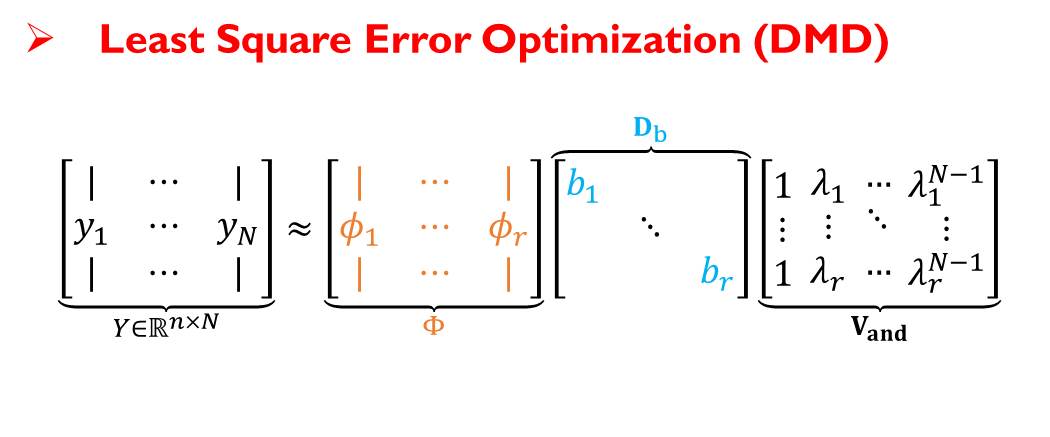 ➢ Least Square Error Optimization (DMD)
D_b
[| ⋯ |; y_1 ⋯ y_N; | ⋯ |] ≈ [| ⋯ |; ϕ_1 ⋯ ϕ_r; | ⋯ |] [b_1; ⋱; b_r] [1 λ_1 ⋯ λ_1^{N−1}; ⋮ ⋮ ⋱ ⋮; 1 λ_r ⋯ λ_r^{N−1}]
Y∈ℝ^{n×N} Φ V_and